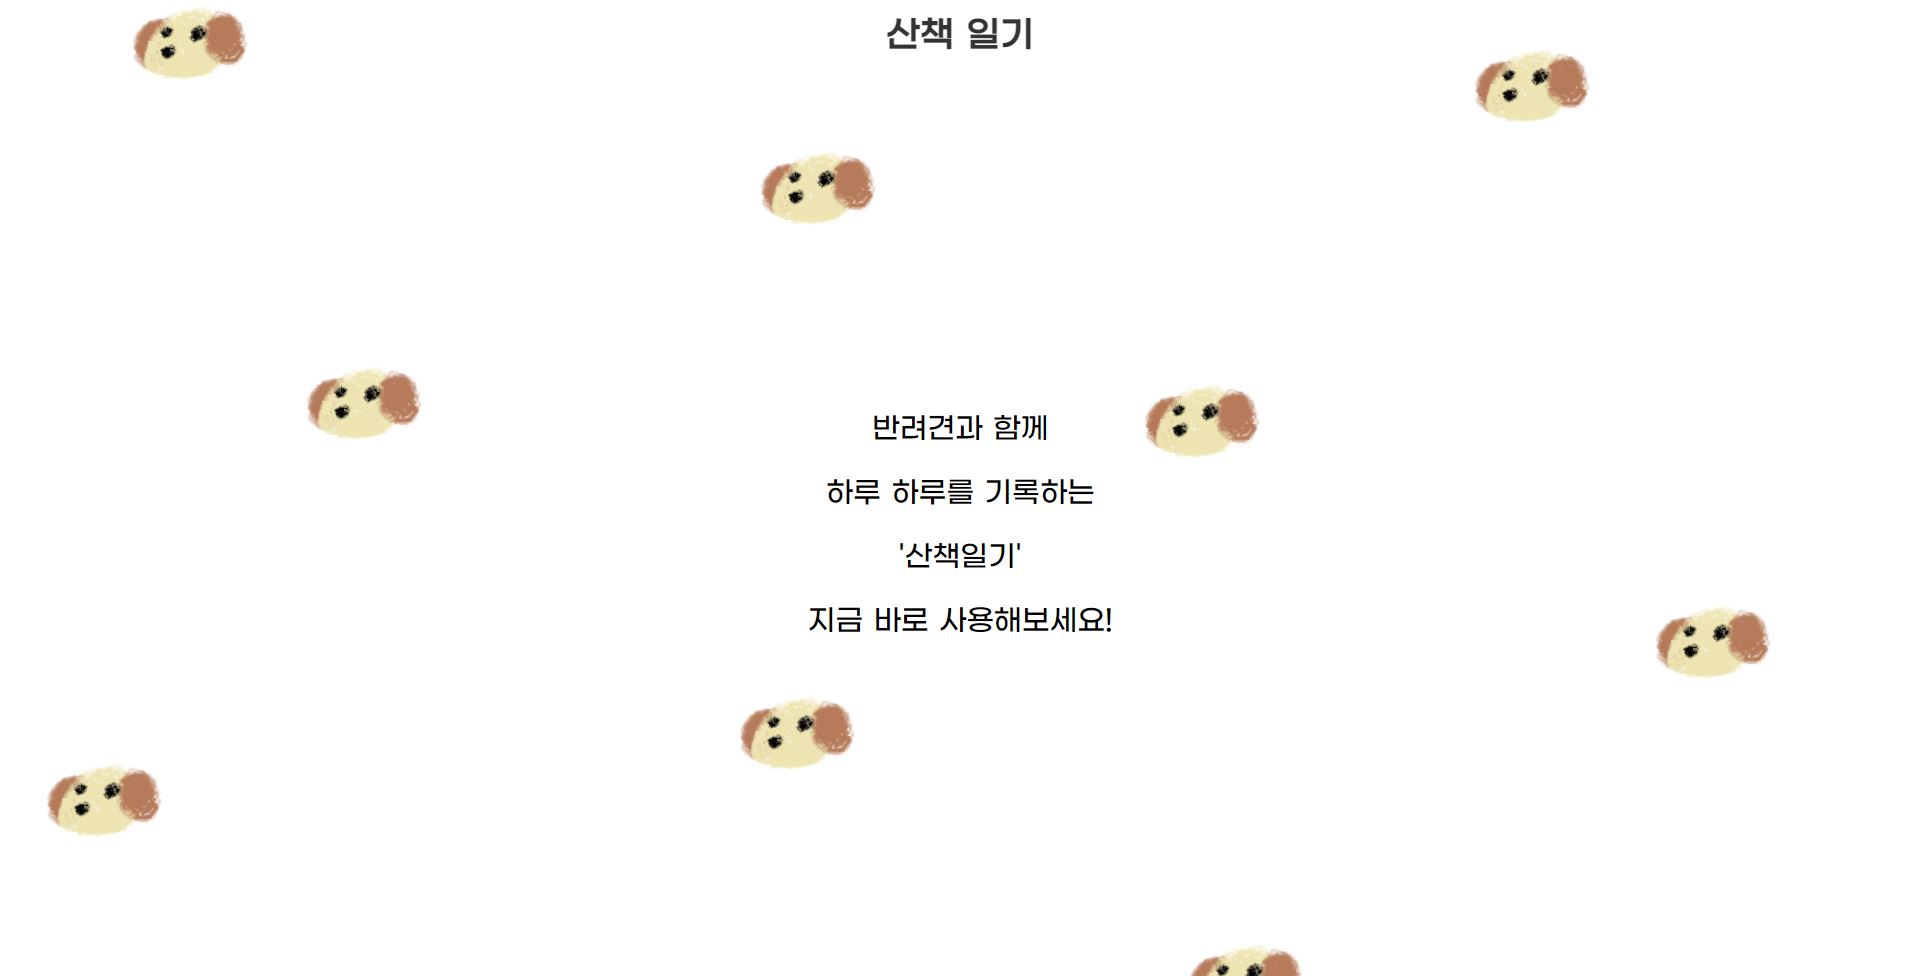 산책 일기
반려견과 함께
하루 하루를 기록하는
'산책일기'
지금 바로 사용해보세요!